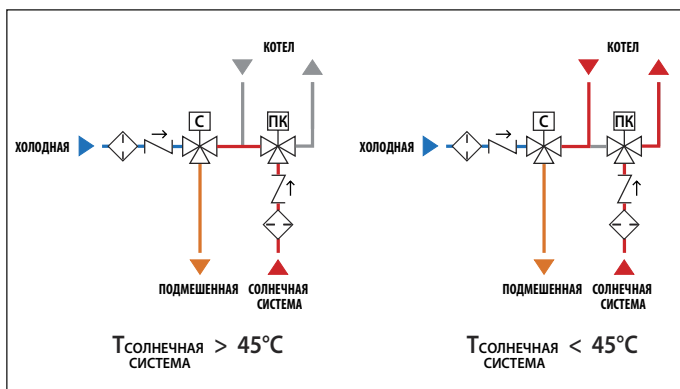 КОТЕЛ
С
ПК
ХОЛОДНАЯ
ПОДМЕШЕННАЯ
СОЛНЕЧНАЯ
СИСТЕМА
TСОЛНЕЧНАЯ > 45°C
СИСТЕМА
КОТЕЛ
С
ПК
ХОЛОДНАЯ
ПОДМЕШЕННАЯ
СОЛНЕЧНАЯ
СИСТЕМА
TСОЛНЕЧНАЯ < 45°C
СИСТЕМА